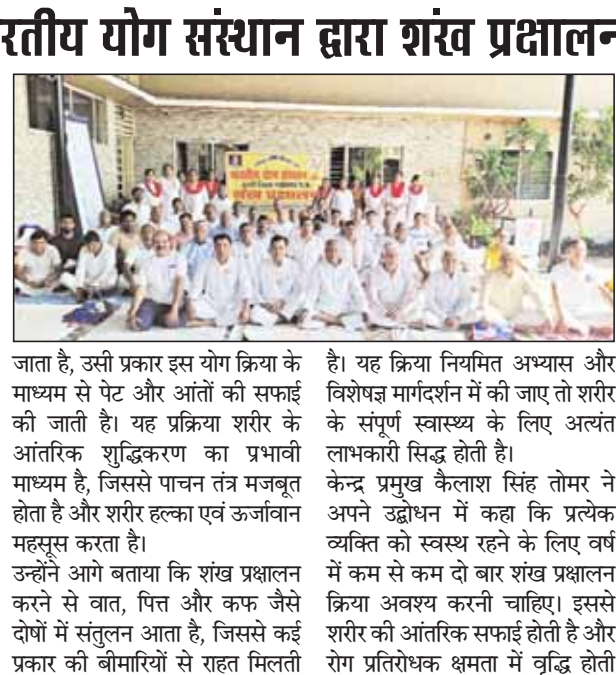 रतीय योग संस्थान द्वारा शंख प्रक्षालन
भारतीय योग संस्थान
शंख प्रक्षालन
जाता है, उसी प्रकार इस योग क्रिया के
माध्यम से पेट और आंतों की सफाई
की जाती है। यह प्रक्रिया शरीर के
आंतरिक शुद्धिकरण का प्रभावी
माध्यम है, जिससे पाचन तंत्र मजबूत
होता है और शरीर हल्का एवं ऊर्जावान
महसूस करता है।
उन्होंने आगे बताया कि शंख प्रक्षालन
करने से वात, पित्त और कफ जैसे
दोषों में संतुलन आता है, जिससे कई
प्रकार की बीमारियों से राहत मिलती
है। यह क्रिया नियमित अभ्यास और
विशेषज्ञ मार्गदर्शन में की जाए तो शरीर
के संपूर्ण स्वास्थ्य के लिए अत्यंत
लाभकारी सिद्ध होती है।
केन्द्र प्रमुख कैलाश सिंह तोमर ने
अपने उद्बोधन में कहा कि प्रत्येक
व्यक्ति को स्वस्थ रहने के लिए वर्ष
में कम से कम दो बार शंख प्रक्षालन
क्रिया अवश्य करनी चाहिए। इससे
शरीर की आंतरिक सफाई होती है और
रोग प्रतिरोधक क्षमता में वृद्धि होती